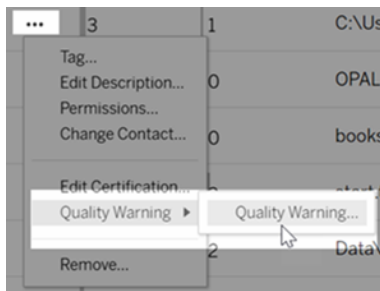 ... 3 1 C:\Us
Tag...
Edit Description... 0 OPAL
Permissions...
Change Contact... 0 books
Edit Certification...
Quality Warning ▶ Quality Warning...
2 Data\
Remove...